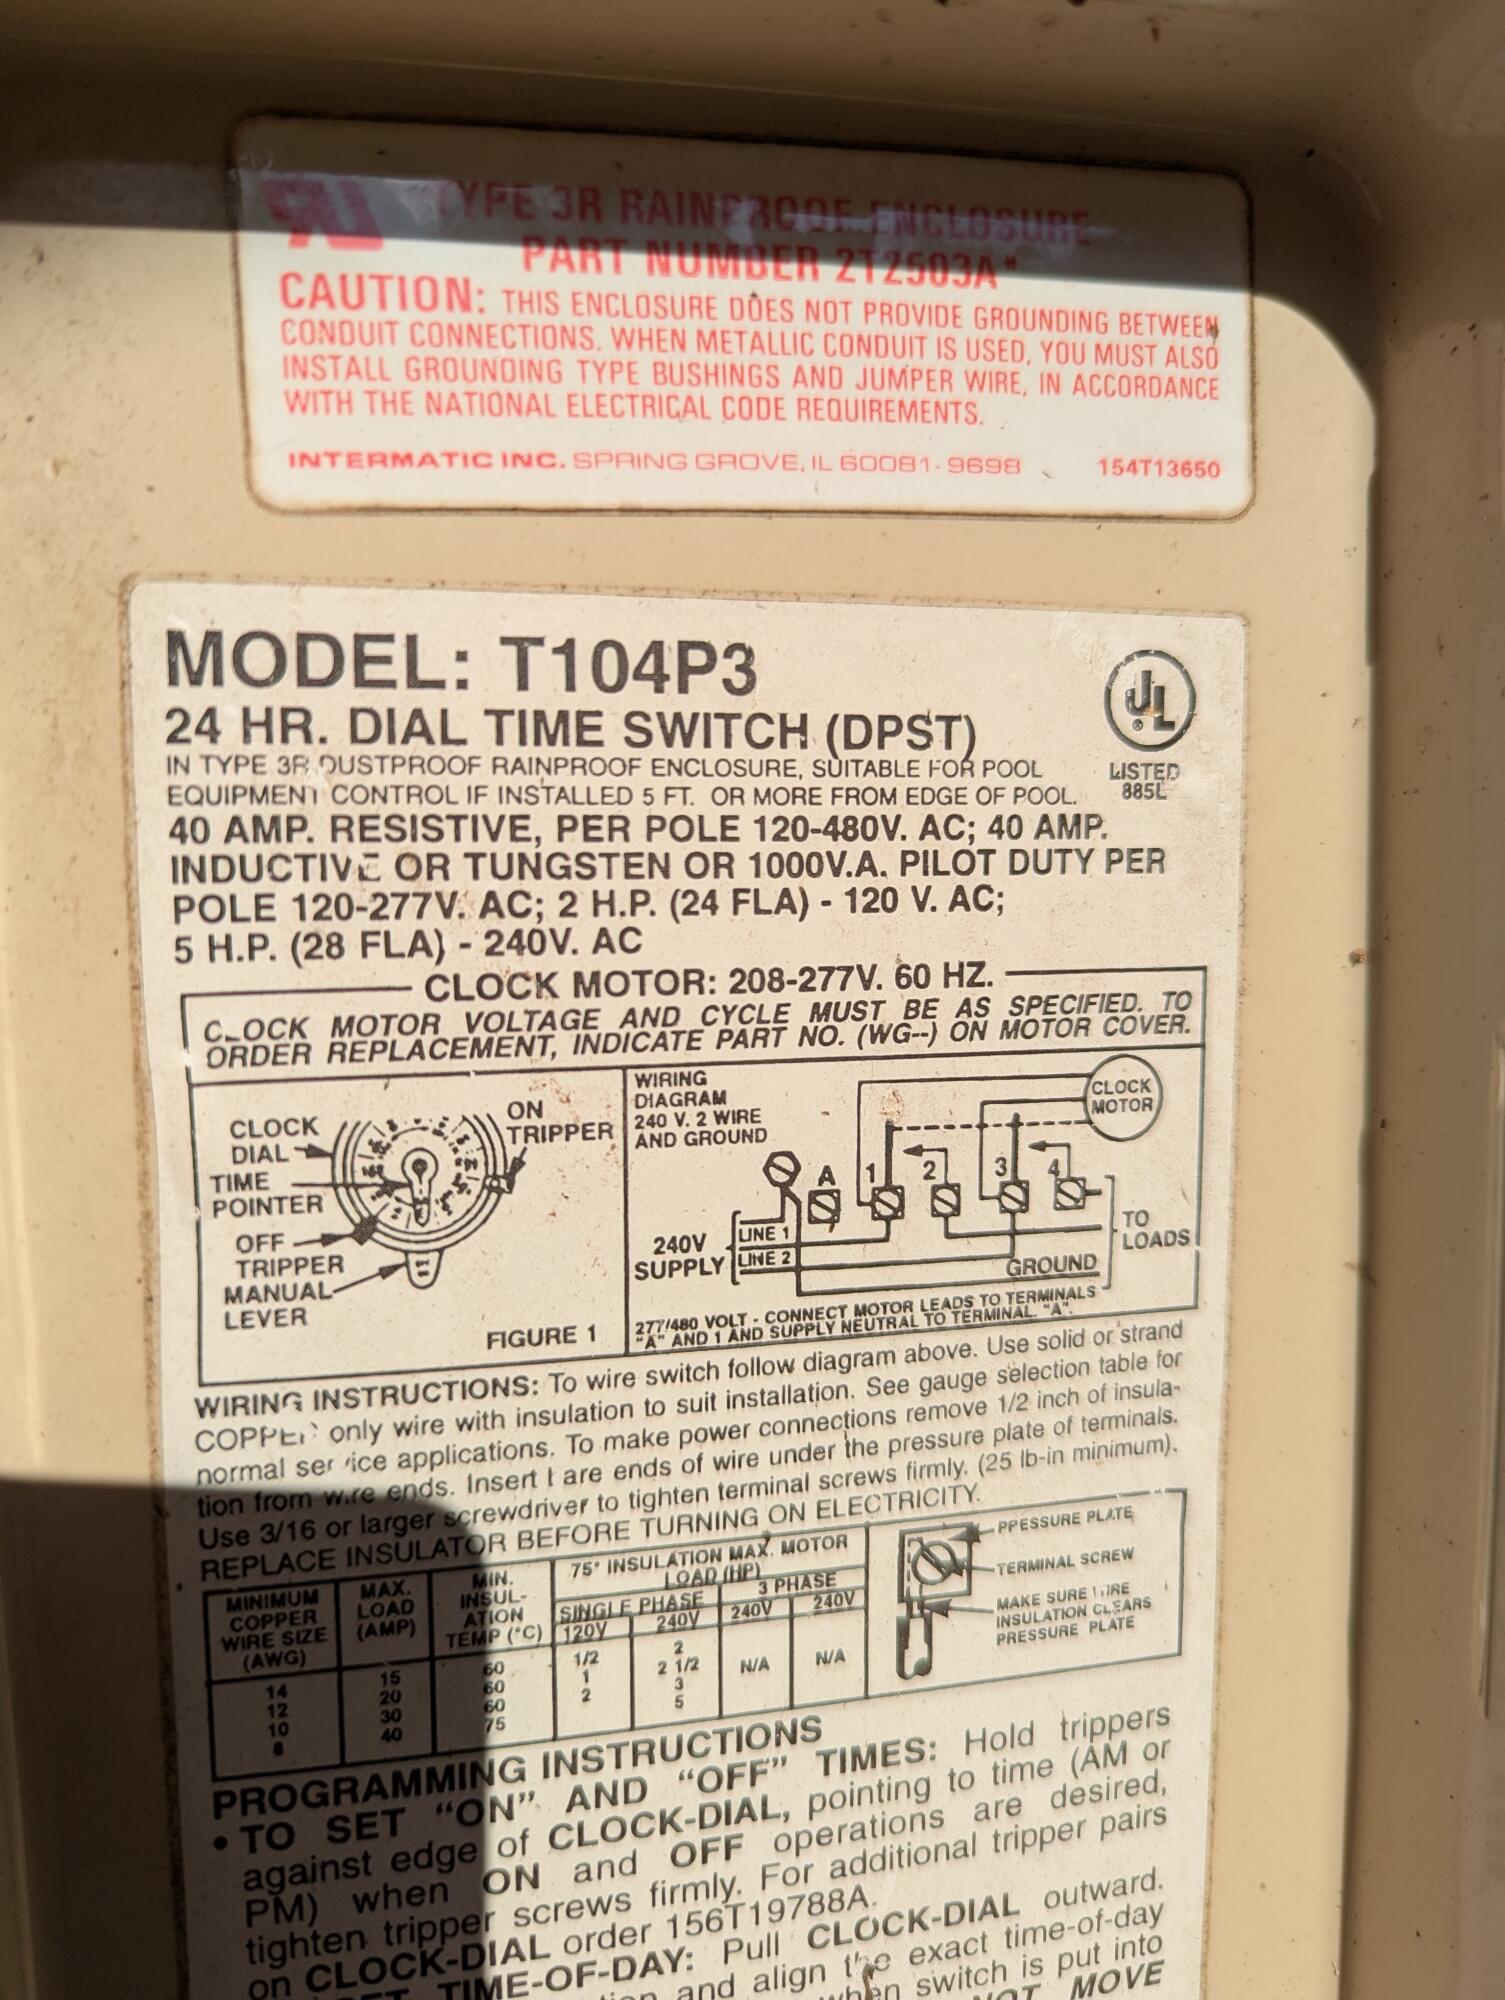 TYPE 3R RAINPROOF ENCLOSURE
PART NUMBER 2T2503A*
CAUTION: THIS ENCLOSURE DOES NOT PROVIDE GROUNDING BETWEEN
CONDUIT CONNECTIONS. WHEN METALLIC CONDUIT IS USED, YOU MUST ALSO
INSTALL GROUNDING TYPE BUSHINGS AND JUMPER WIRE, IN ACCORDANCE
WITH THE NATIONAL ELECTRICAL CODE REQUIREMENTS.
INTERMATIC INC. SPRING GROVE, IL 60081-9698 154T13650
MODEL: T104P3
24 HR. DIAL TIME SWITCH (DPST)
UL
®
LISTED
885L
IN TYPE 3R DUSTPROOF RAINPROOF ENCLOSURE, SUITABLE FOR POOL
EQUIPMENT CONTROL IF INSTALLED 5 FT. OR MORE FROM EDGE OF POOL.
40 AMP. RESISTIVE, PER POLE 120-480V. AC; 40 AMP.
INDUCTIVE OR TUNGSTEN OR 1000V.A. PILOT DUTY PER
POLE 120-277V. AC; 2 H.P. (24 FLA) - 120 V. AC;
5 H.P. (28 FLA) - 240V. AC
CLOCK MOTOR: 208-277V. 60 HZ.
CLOCK MOTOR VOLTAGE AND CYCLE MUST BE AS SPECIFIED. TO
ORDER REPLACEMENT, INDICATE PART NO. (WG--) ON MOTOR COVER.
CLOCK
DIAL
TIME
POINTER
OFF
TRIPPER
MANUAL
LEVER
ON
TRIPPER
FIGURE 1
WIRING
DIAGRAM
240 V. 2 WIRE
AND GROUND
CLOCK
MOTOR
A 1 2 3 4
240V
SUPPLY
LINE 1
LINE 2
GROUND
TO
LOADS
277/480 VOLT - CONNECT MOTOR LEADS TO TERMINALS
"A" AND 1 AND SUPPLY NEUTRAL TO TERMINAL. "A".
WIRING INSTRUCTIONS: To wire switch follow diagram above. Use solid or strand
COPPER only wire with insulation to suit installation. See gauge selection table for
normal service applications. To make power connections remove 1/2 inch of insula-
tion from wire ends. Insert bare ends of wire under the pressure plate of terminals.
Use 3/16 or larger screwdriver to tighten terminal screws firmly. (25 lb-in minimum).
REPLACE INSULATOR BEFORE TURNING ON ELECTRICITY.
MINIMUM
COPPER
WIRE SIZE
(AWG)
MAX.
LOAD
(AMP)
MIN.
INSUL-
ATION
TEMP (°C)
75° INSULATION MAX. MOTOR
LOAD (HP)
SINGLE PHASE 3 PHASE
120V 240V 240V 240V
14 15 60 1/2 2 N/A N/A
12 20 60 1 2 1/2
10 30 60 2 3
8 40 75 5
PRESSURE PLATE
TERMINAL SCREW
MAKE SURE WIRE
INSULATION CLEARS
PRESSURE PLATE
PROGRAMMING INSTRUCTIONS
• TO SET "ON" AND "OFF" TIMES: Hold trippers
against edge of CLOCK-DIAL, pointing to time (AM or
PM) when ON and OFF operations are desired,
tighten tripper screws firmly. For additional tripper pairs
on CLOCK-DIAL order 156T19788A.
TIME-OF-DAY: Pull CLOCK-DIAL outward.
and align the exact time-of-day
when switch is put into
NOT MOVE